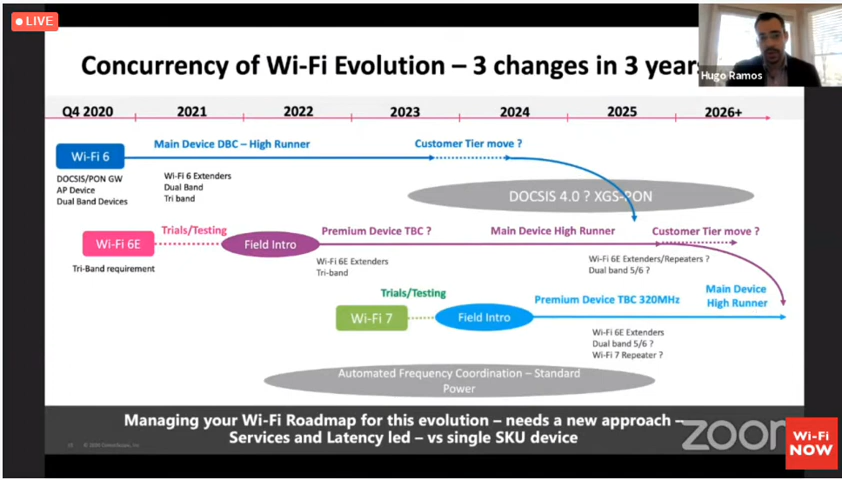 LIVE
Hugo Ramos
Concurrency of Wi-Fi Evolution – 3 changes in 3 years
Q4 2020 2021 2022 2023 2024 2025 2026+
Main Device DBC – High Runner
Customer Tier move ?
Wi-Fi 6
DOCSIS/PON GW
AP Device
Dual Band Devices
Wi-Fi 6 Extenders
Dual Band
Tri band
DOCSIS 4.0 ? XGS-PON
Trials/Testing
Premium Device TBC ?
Main Device High Runner
Customer Tier move ?
Wi-Fi 6E
Field Intro
Tri-Band requirement
Wi-Fi 6E Extenders
Tri-band
Wi-Fi 6E Extenders/Repeaters ?
Dual band 5/6 ?
Trials/Testing
Premium Device TBC 320MHz
Main Device
High Runner
Wi-Fi 7
Field Intro
Wi-Fi 6E Extenders
Dual band 5/6 ?
Wi-Fi 7 Repeater ?
Automated Frequency Coordination – Standard
Power
Managing your Wi-Fi Roadmap for this evolution – needs a new approach –
Services and Latency led – vs single SKU device
zoom
Wi-Fi
NOW